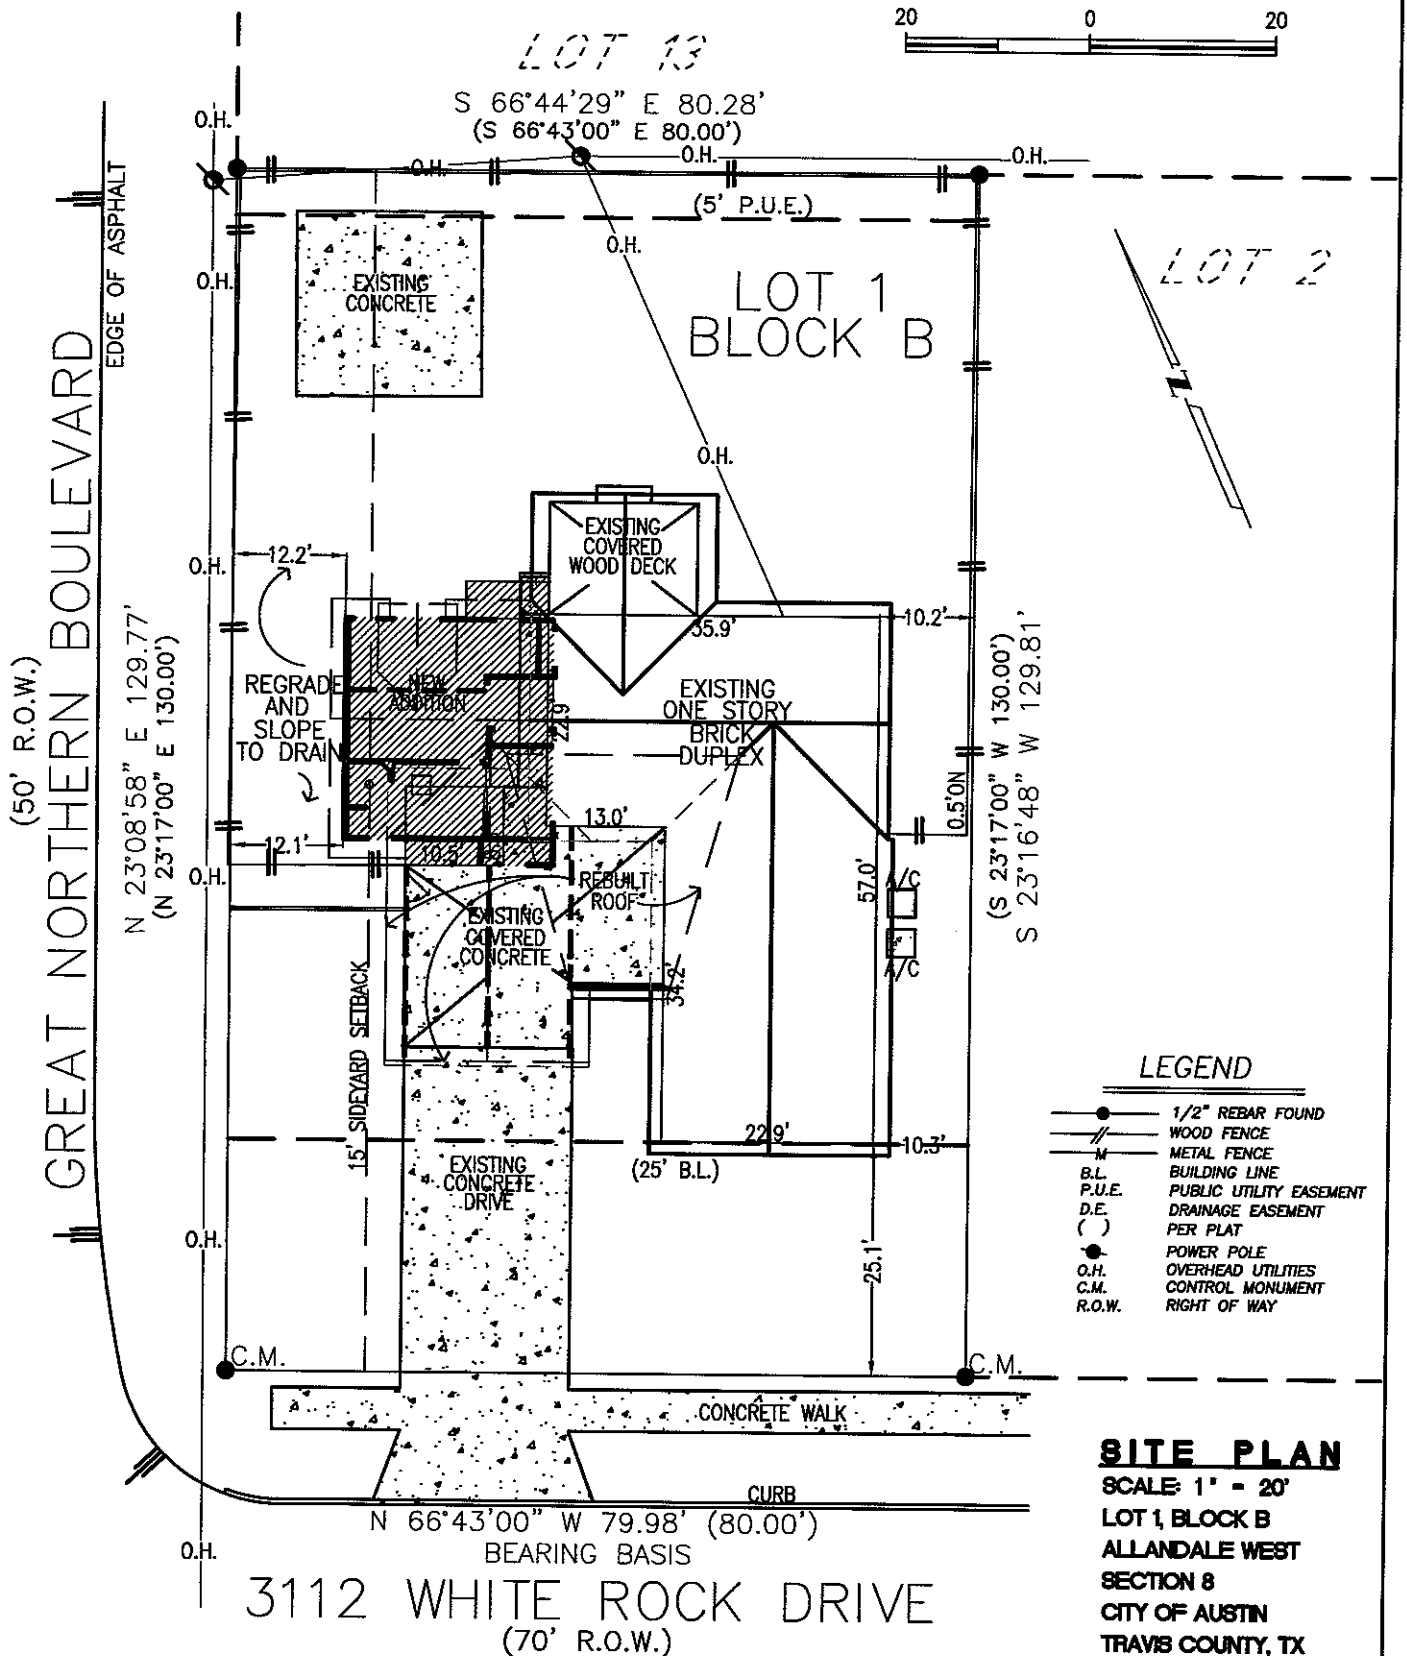 20 0 20
LOT 13
S 66°44'29" E 80.28'
(S 66°43'00" E 80.00')
O.H.
O.H.
O.H.
O.H.
(5' P.U.E.)
EDGE OF ASPHALT
O.H.
O.H.
LOT 2
EXISTING
CONCRETE
LOT 1
BLOCK B
N
GREAT NORTHERN BOULEVARD
(50' R.O.W.)
N 23°08'58" E 129.77'
(N 23°17'00" E 130.00')
O.H.
O.H.
EXISTING
COVERED
WOOD DECK
12.2'
35.9'
10.2'
REGRADE
AND
SLOPE
TO DRAIN
NEW
ADDITION
22.9'
EXISTING
ONE STORY
BRICK
DUPLEX
0.5'ON
(S 23°17'00" W 130.00')
S 23°16'48" W 129.81'
13.0'
12.1'
10.5'
O.H.
REBUILT
ROOF
57.0'
A/C
A/C
EXISTING
COVERED
CONCRETE
34.2'
15' SIDEYARD SETBACK
22.9'
10.3'
(25' B.L.)
EXISTING
CONCRETE
DRIVE
O.H.
25.1'
LEGEND
1/2" REBAR FOUND
// WOOD FENCE
M METAL FENCE
B.L. BUILDING LINE
P.U.E. PUBLIC UTILITY EASEMENT
D.E. DRAINAGE EASEMENT
( ) PER PLAT
POWER POLE
O.H. OVERHEAD UTILITIES
C.M. CONTROL MONUMENT
R.O.W. RIGHT OF WAY
C.M.
C.M.
CONCRETE WALK
CURB
N 66°43'00" W 79.98' (80.00')
BEARING BASIS
O.H.
3112 WHITE ROCK DRIVE
(70' R.O.W.)
SITE PLAN
SCALE: 1" = 20'
LOT 1, BLOCK B
ALLANDALE WEST
SECTION 8
CITY OF AUSTIN
TRAVIS COUNTY, TX